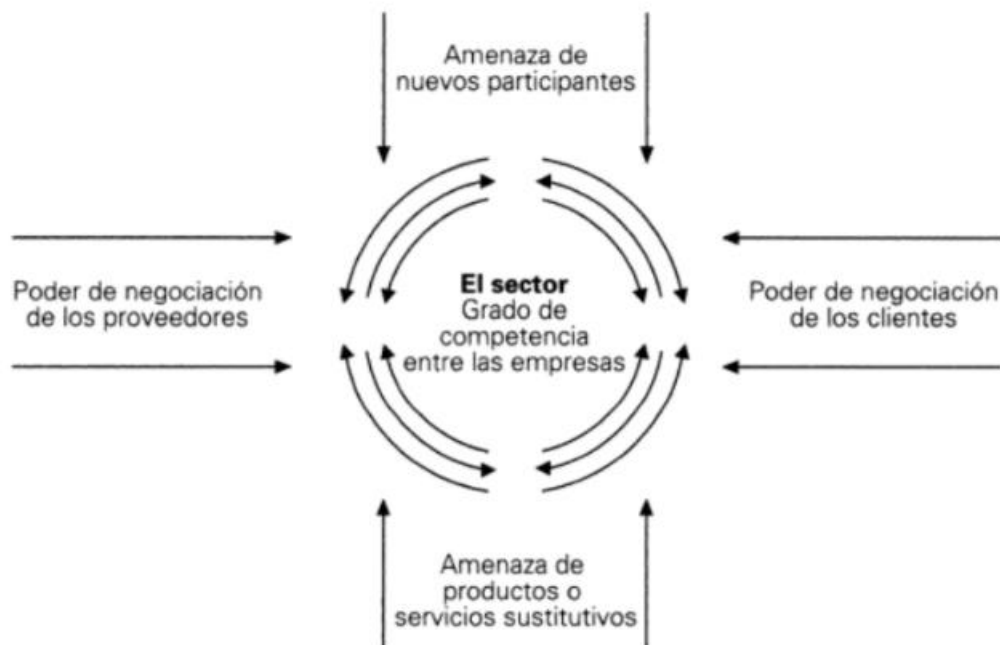 Amenaza de
nuevos participantes
Poder de negociación
de los proveedores
El sector
Grado de
competencia
entre las empresas
Poder de negociación
de los clientes
Amenaza de
productos o
servicios sustitutivos